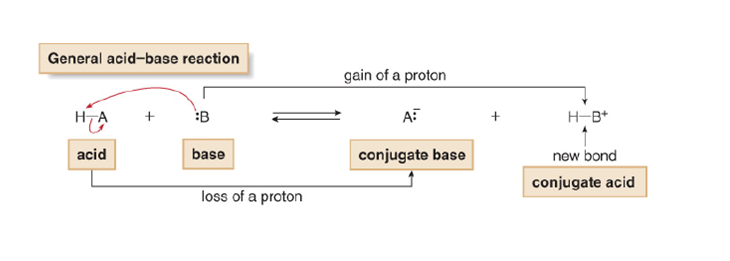 General acid–base reaction
gain of a proton
H–A + :B ⇌ A:⁻ + H–B⁺
acid base conjugate base new bond
conjugate acid
loss of a proton